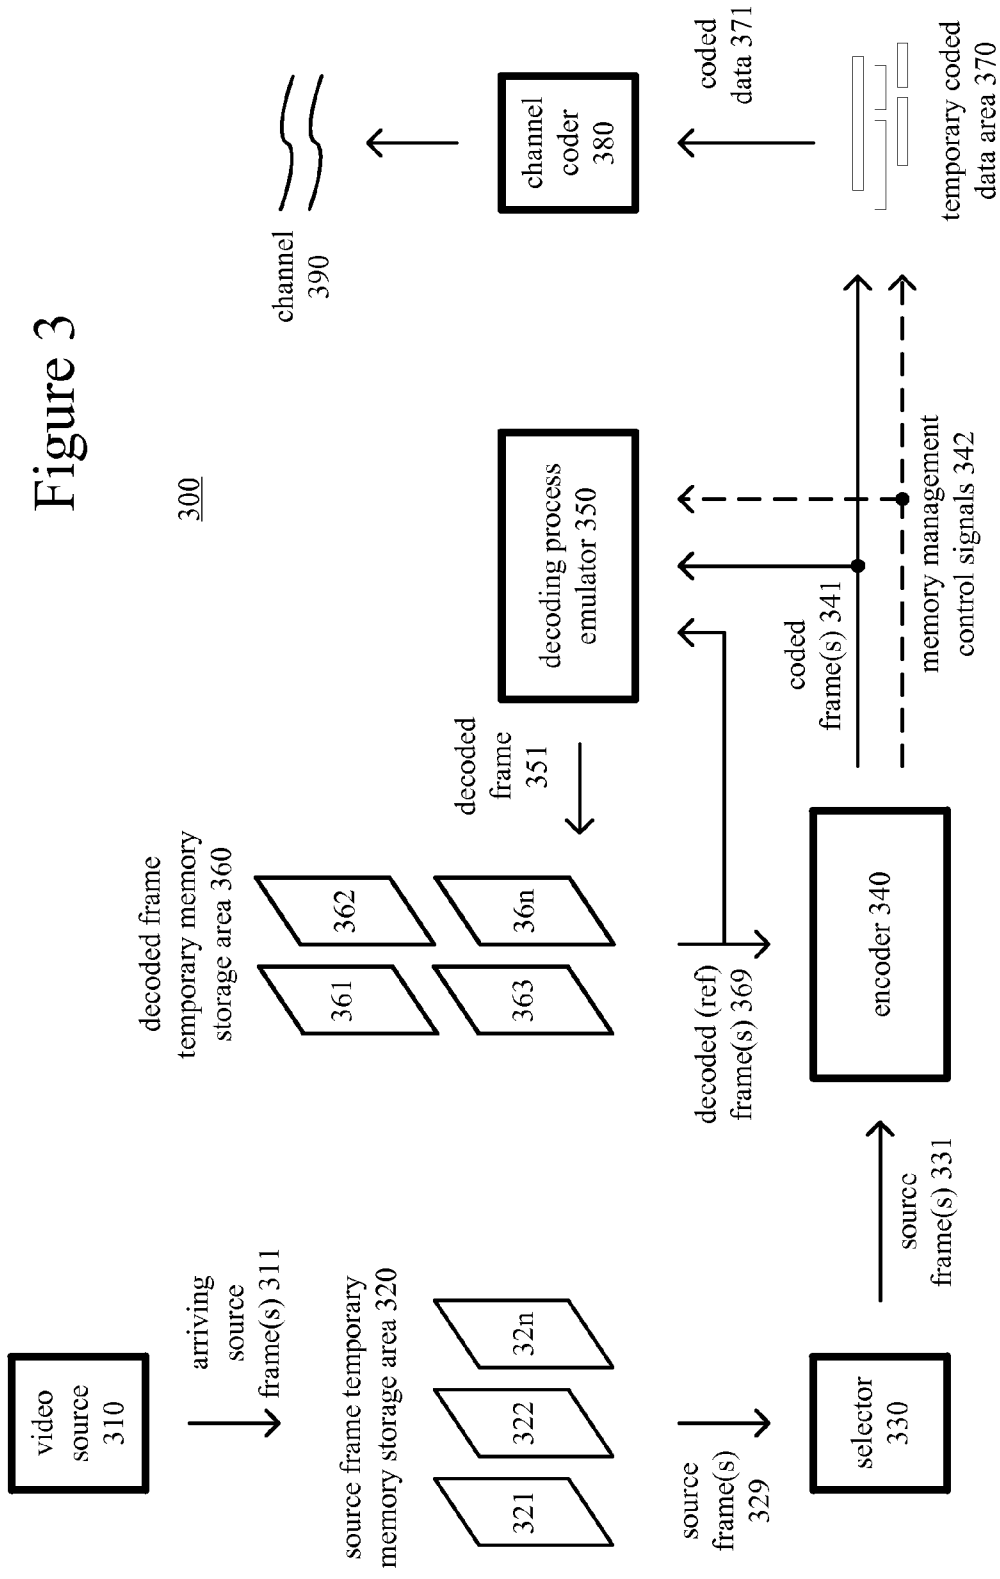 Figure 3
300
video
source
310
arriving
source
frame(s) 311
source frame temporary
memory storage area 320
321
322
32n
source
frame(s)
329
selector
330
source
frame(s) 331
encoder 340
decoded frame
temporary memory
storage area 360
361
362
363
36n
decoded (ref)
frame(s) 369
decoded
frame
351
decoding process
emulator 350
coded
frame(s) 341
memory management
control signals 342
channel
390
channel
coder
380
coded
data 371
temporary coded
data area 370